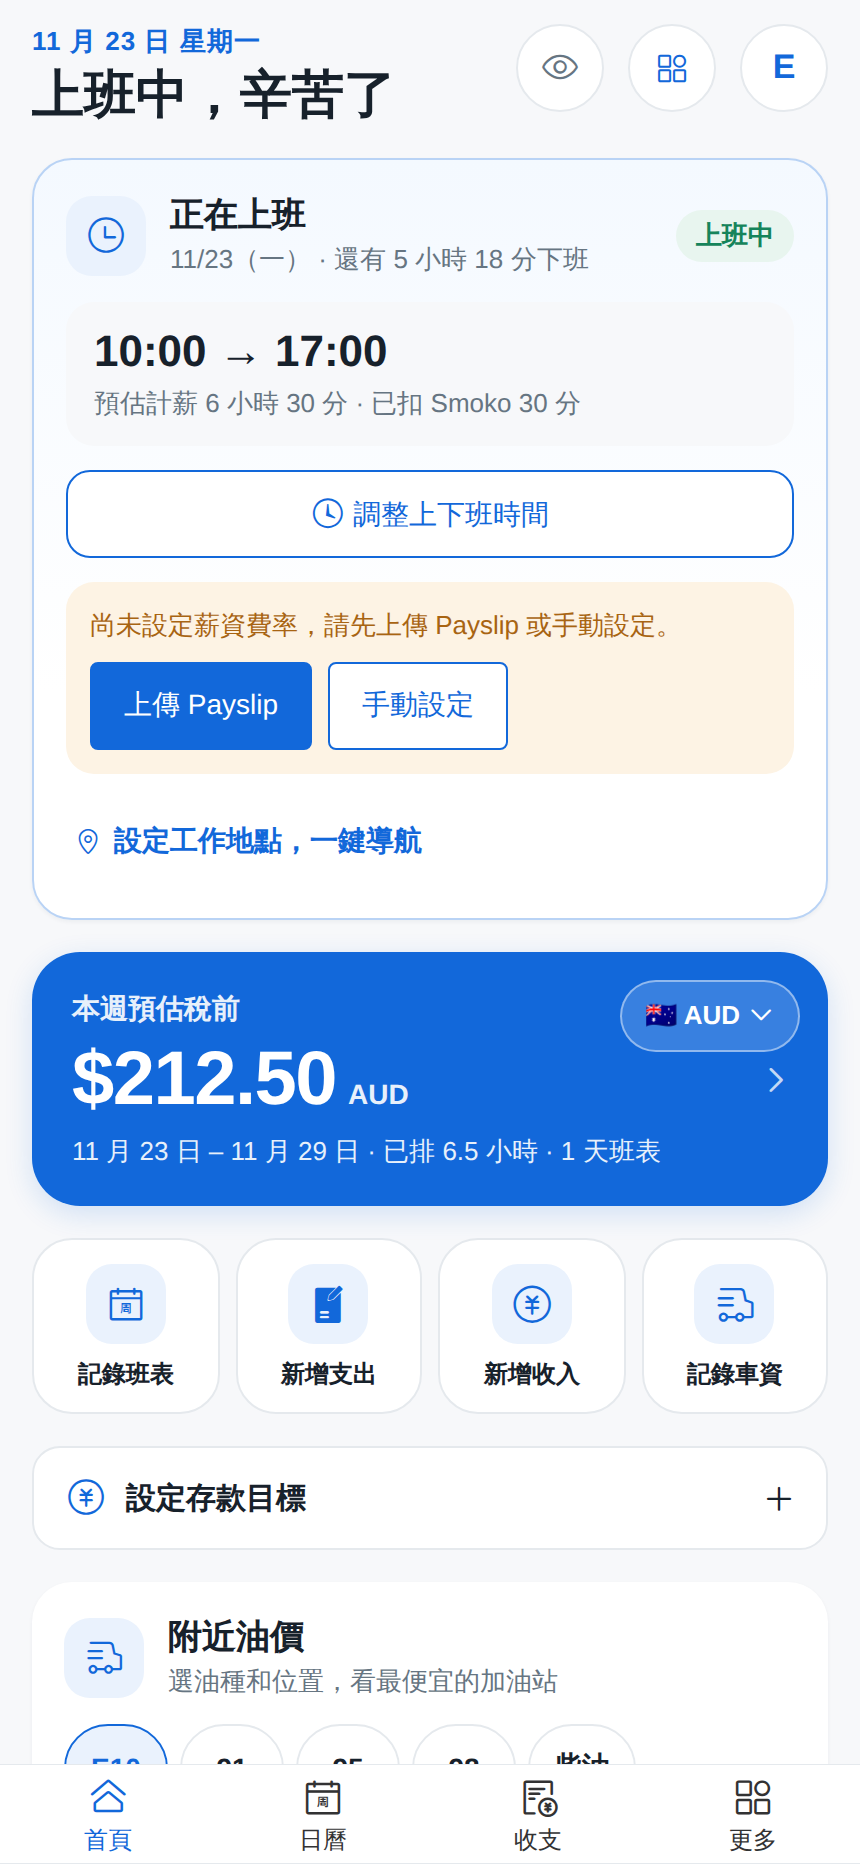 11 月 23 日 星期一
上班中，辛苦了
E
正在上班
11/23（一） · 還有 5 小時 18 分下班
上班中
10:00 → 17:00
預估計薪 6 小時 30 分 · 已扣 Smoko 30 分
調整上下班時間
尚未設定薪資費率，請先上傳 Payslip 或手動設定。
上傳 Payslip
手動設定
設定工作地點，一鍵導航
本週預估稅前
AUD
$212.50 AUD
11 月 23 日 – 11 月 29 日 · 已排 6.5 小時 · 1 天班表
周
記錄班表
新增支出
¥
新增收入
記錄車資
¥
設定存款目標
附近油價
選油種和位置，看最便宜的加油站
E10
91
95
98
柴油
首頁
周
日曆
¥
收支
更多